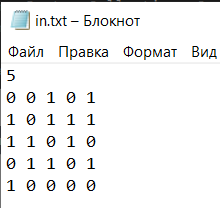 in.txt – Блокнот
Файл Правка Формат Вид
5
0 0 1 0 1
1 0 1 1 1
1 1 0 1 0
0 1 1 0 1
1 0 0 0 0